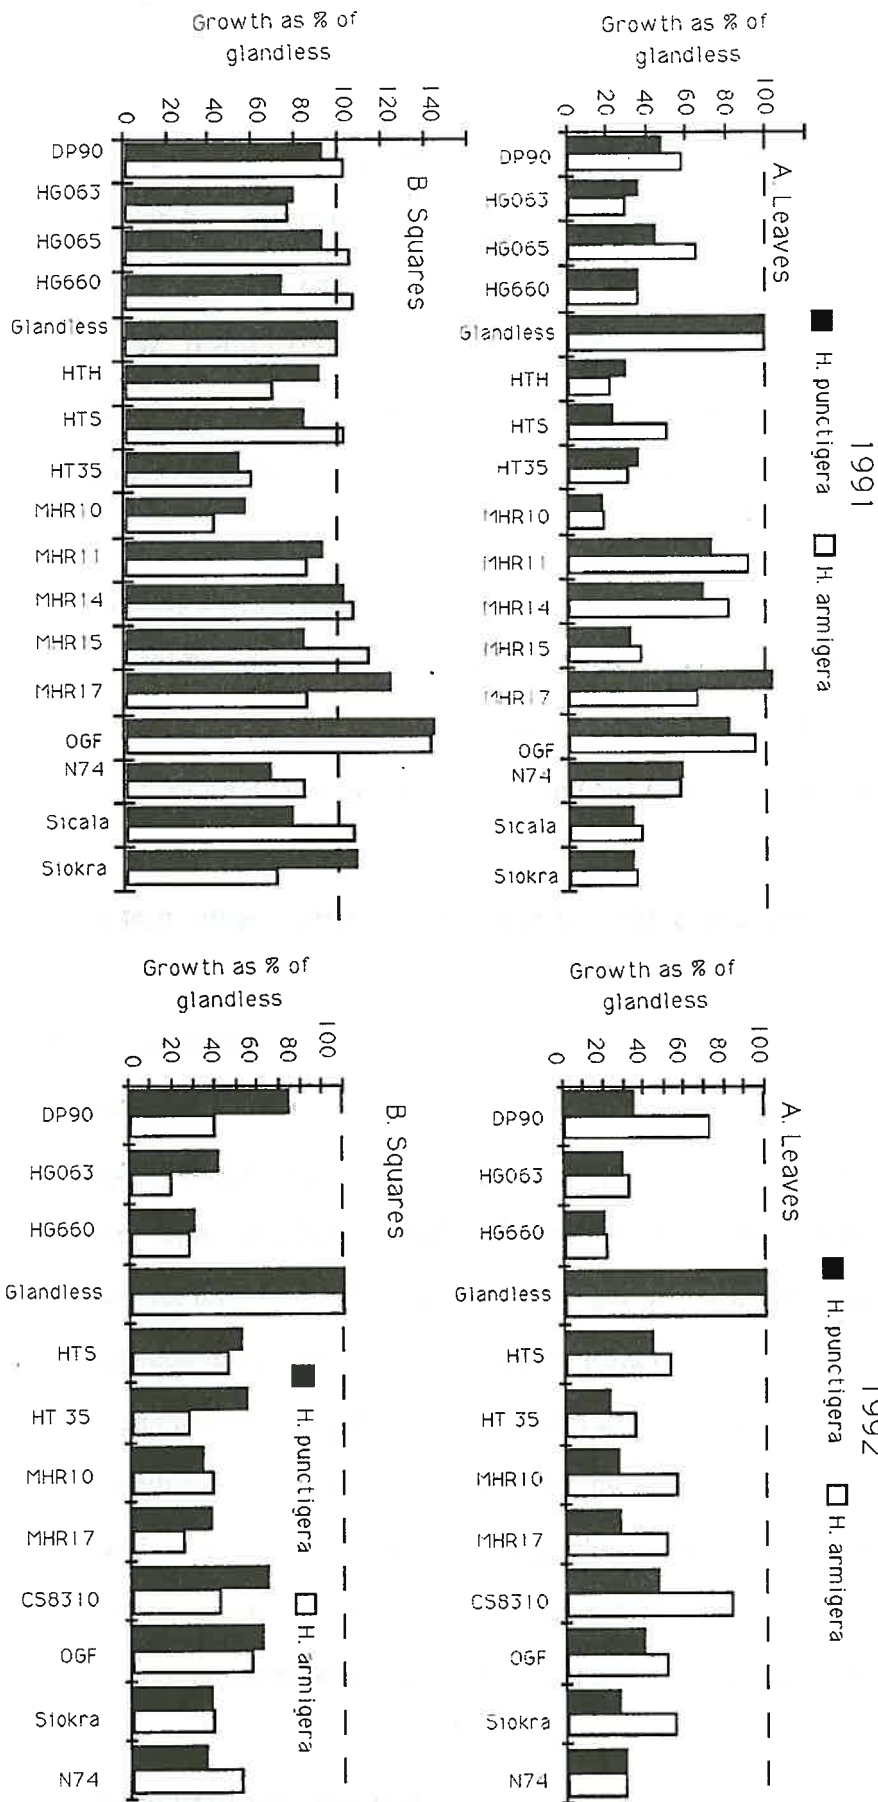 1991
H. punctigera H. armigera
A. Leaves
Growth as % of
glandless
0 20 40 60 80 100
DP90
HG063
HG065
HG660
Glandless
HTH
HTS
HT35
MHR10
MHR11
MHR14
MHR15
MHR17
OGF
N74
Sicala
Siokra
B. Squares
Growth as % of
glandless
0 20 40 60 80 100 120 140
DP90
HG063
HG065
HG660
Glandless
HTH
HTS
HT35
MHR10
MHR11
MHR14
MHR15
MHR17
OGF
N74
Sicala
Siokra
1992
H. punctigera H. armigera
A. Leaves
Growth as % of
glandless
0 20 40 60 80 100
DP90
HG063
HG660
Glandless
HTS
HT 35
MHR10
MHR17
CS8310
OGF
Siokra
N74
B. Squares
H. punctigera H. armigera
Growth as % of
glandless
0 20 40 60 80 100
DP90
HG063
HG660
Glandless
HTS
HT 35
MHR10
MHR17
CS8310
OGF
Siokra
N74